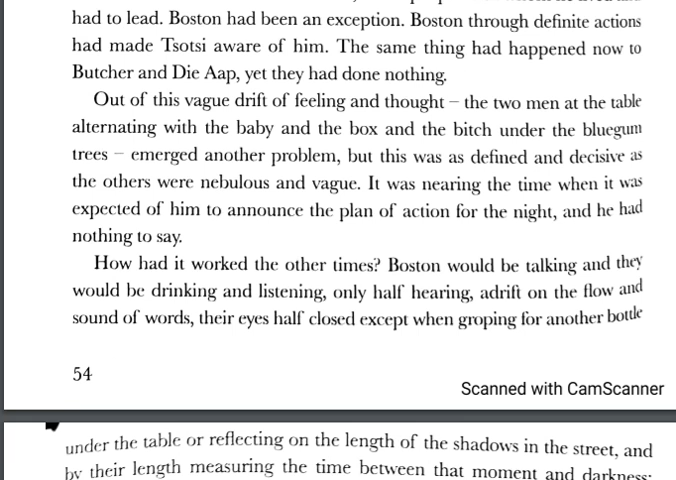 had to lead. Boston had been an exception. Boston through definite actions
had made Tsotsi aware of him. The same thing had happened now to
Butcher and Die Aap, yet they had done nothing.
Out of this vague drift of feeling and thought – the two men at the table
alternating with the baby and the box and the bitch under the bluegum
trees – emerged another problem, but this was as defined and decisive as
the others were nebulous and vague. It was nearing the time when it was
expected of him to announce the plan of action for the night, and he had
nothing to say.
How had it worked the other times? Boston would be talking and they
would be drinking and listening, only half hearing, adrift on the flow and
sound of words, their eyes half closed except when groping for another bottle
54
Scanned with CamScanner
under the table or reflecting on the length of the shadows in the street, and
by their length measuring the time between that moment and darkness: